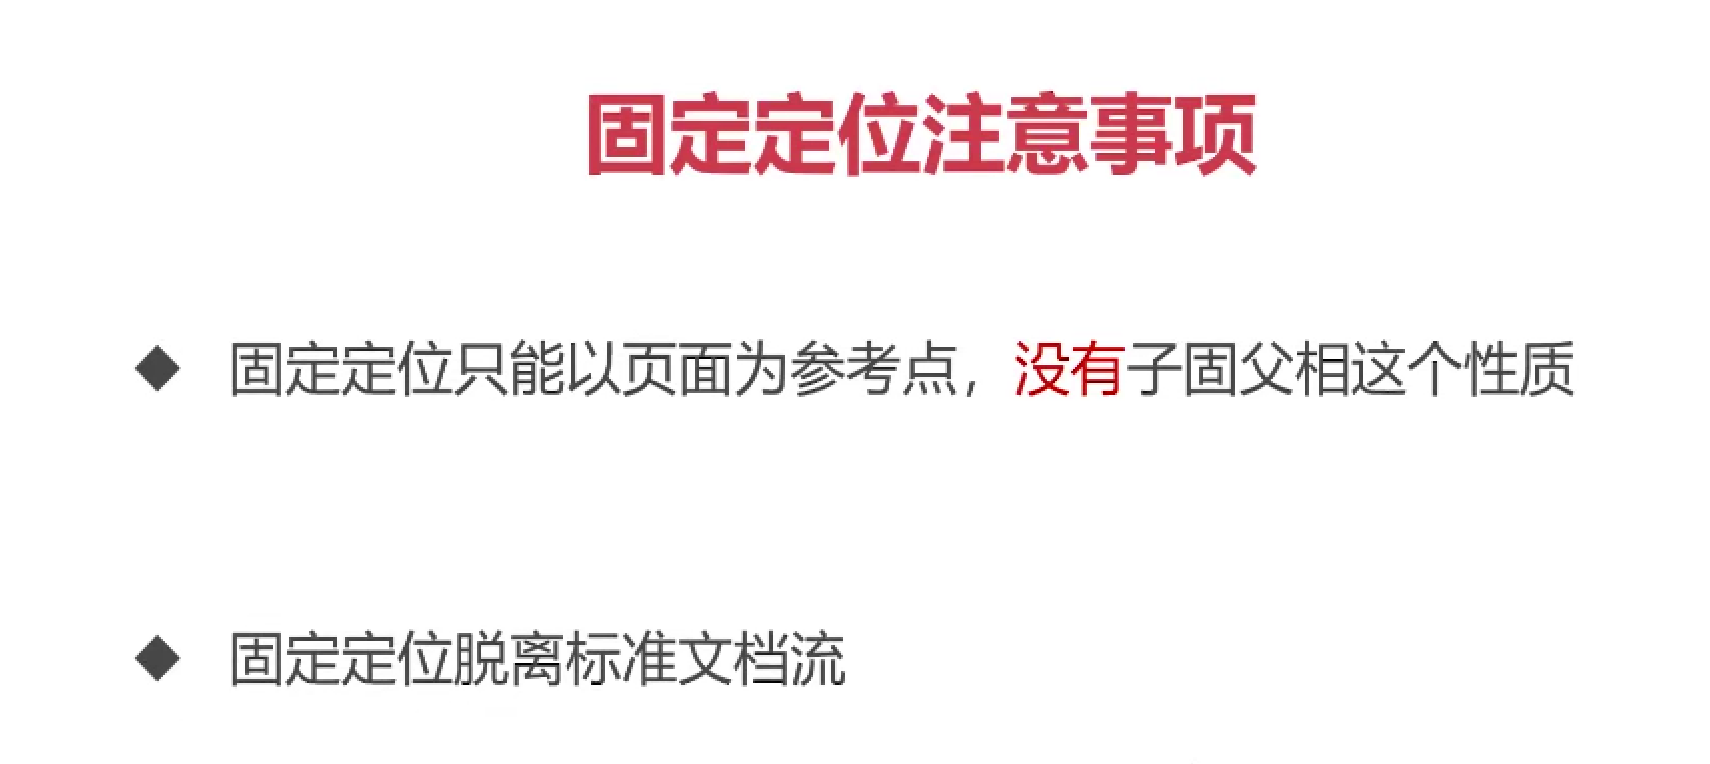 固定定位注意事项
◆ 固定定位只能以页面为参考点，没有子固父相这个性质
◆ 固定定位脱离标准文档流